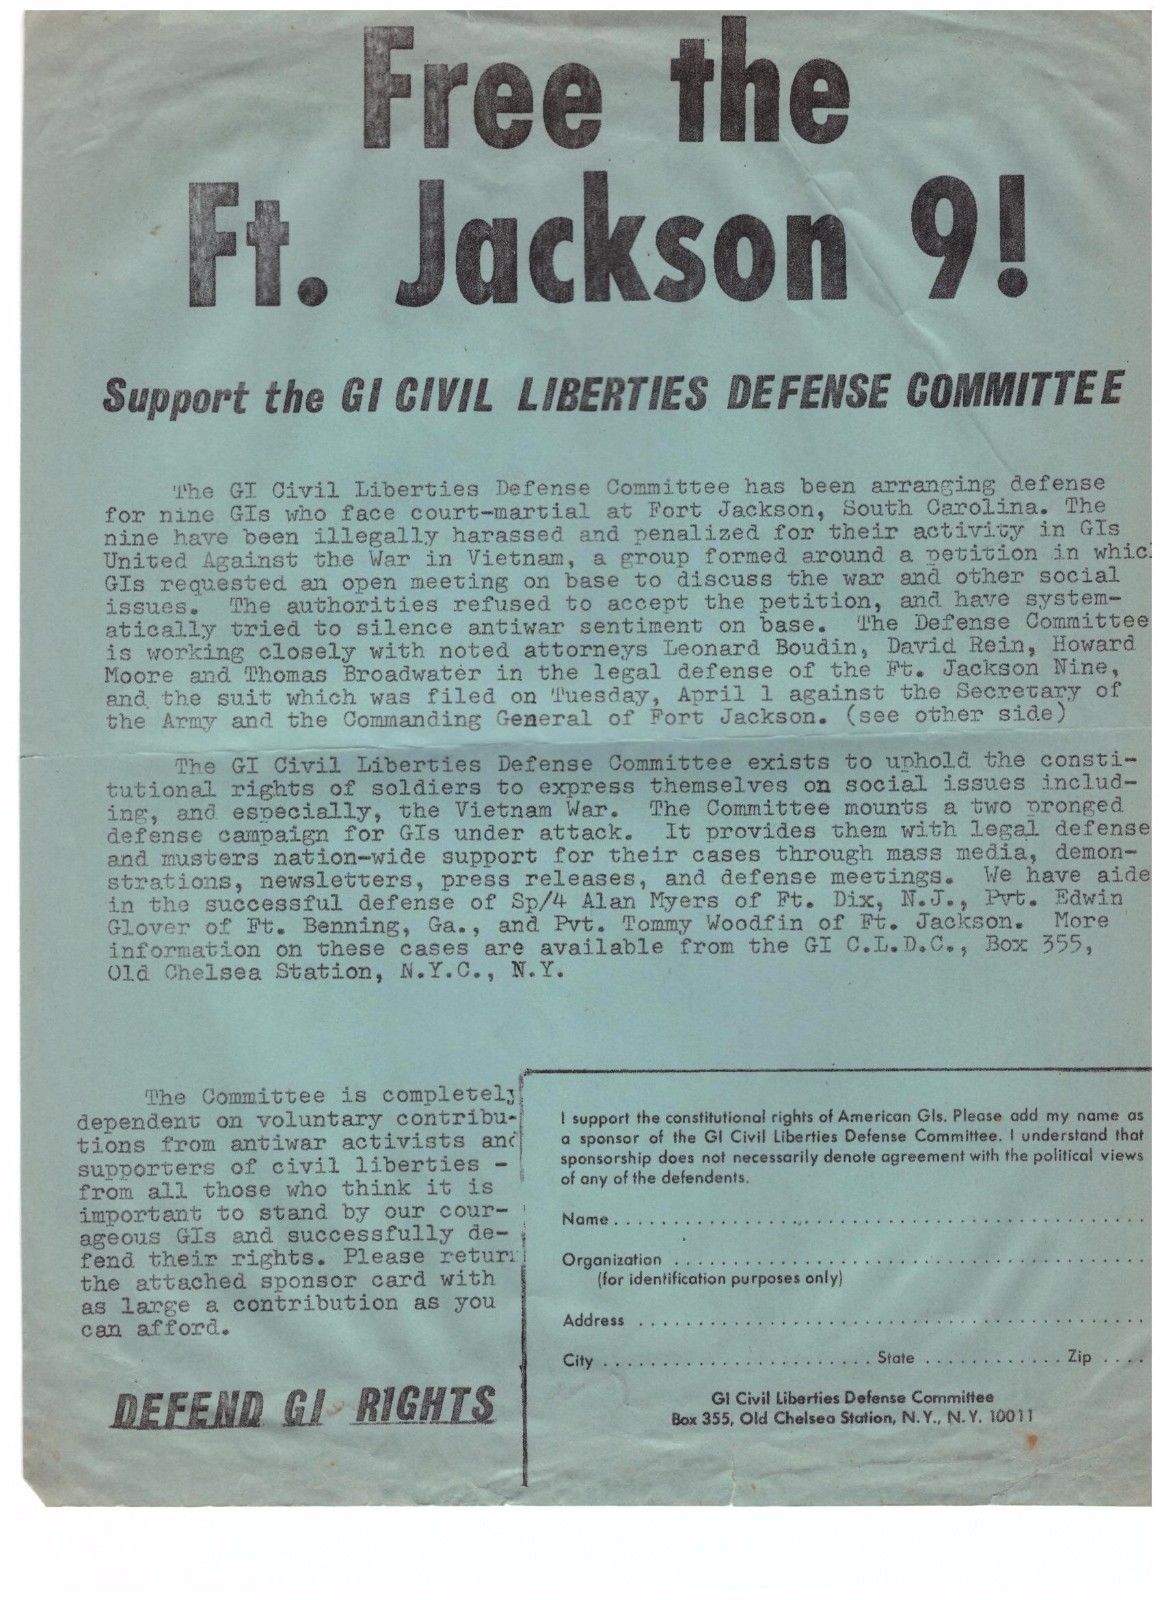 Free the
Ft. Jackson 9!
Support the GI CIVIL LIBERTIES DEFENSE COMMITTEE
The GI Civil Liberties Defense Committee has been arranging defense
for nine GIs who face court-martial at Fort Jackson, South Carolina. The
nine have been illegally harassed and penalized for their activity in GIs
United Against the War in Vietnam, a group formed around a petition in whic
GIs requested an open meeting on base to discuss the war and other social
issues. The authorities refused to accept the petition, and have system-
atically tried to silence antiwar sentiment on base. The Defense Committee
is working closely with noted attorneys Leonard Boudin, David Rein, Howard
Moore and Thomas Broadwater in the legal defense of the Ft. Jackson Nine,
and the suit which was filed on Tuesday, April 1 against the Secretary of
the Army and the Commanding General of Fort Jackson. (see other side)
The GI Civil Liberties Defense Committee exists to uphold the consti-
tutional rights of soldiers to express themselves on social issues includ-
ing, and especially, the Vietnam War. The Committee mounts a two pronged
defense campaign for GIs under attack. It provides them with legal defense
and musters nation-wide support for their cases through mass media, demon-
strations, newsletters, press releases, and defense meetings. We have aide
in the successful defense of Sp/4 Alan Myers of Ft. Dix, N.J., Pvt. Edwin
Glover of Ft. Benning, Ga., and Pvt. Tommy Woodfin of Ft. Jackson. More
information on these cases are available from the GI C.L.D.C., Box 355,
Old Chelsea Station, N.Y.C., N.Y.
The Committee is completely
dependent on voluntary contribu-
tions from antiwar activists and
supporters of civil liberties -
from all those who think it is
important to stand by our cour-
ageous GIs and successfully de-
fend their rights. Please return
the attached sponsor card with
as large a contribution as you
can afford.
DEFEND GI RIGHTS
I support the constitutional rights of American GIs. Please add my name as
a sponsor of the GI Civil Liberties Defense Committee. I understand that
sponsorship does not necessarily denote agreement with the political views
of any of the defendents.
Name
Organization
(for identification purposes only)
Address
City State Zip
GI Civil Liberties Defense Committee
Box 355, Old Chelsea Station, N.Y., N.Y. 10011